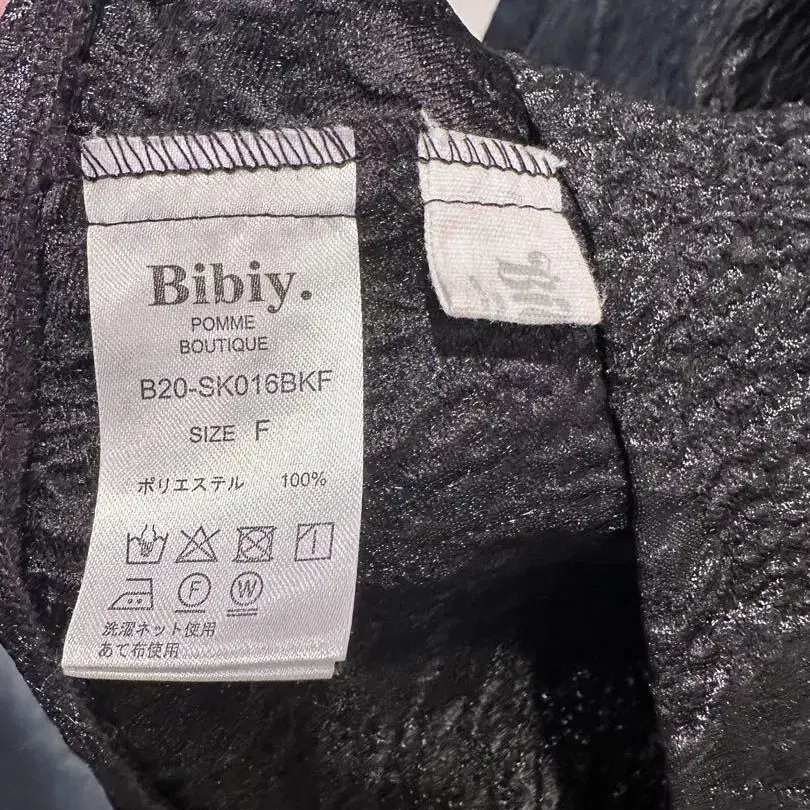 Bibiy.
POMME
BOUTIQUE
B20-SK016BKF
SIZE F
ポリエステル 100%
F W
洗濯ネット使用
あて布使用